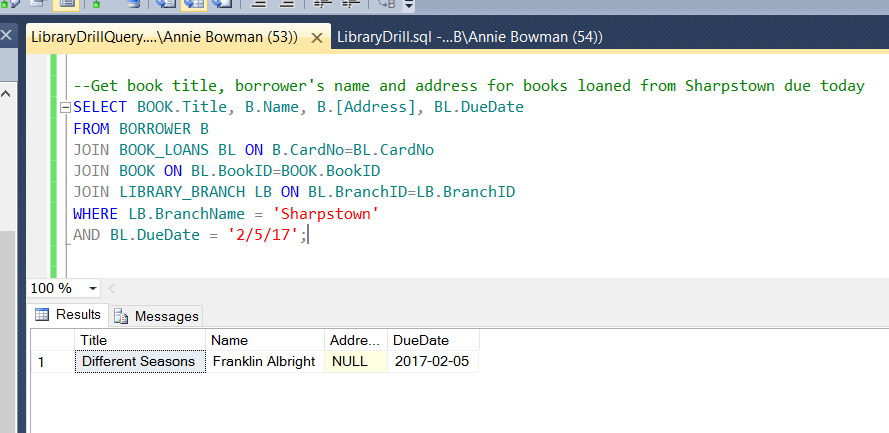 LibraryDrillQuery....\Annie Bowman (53)) LibraryDrill.sql -...B\Annie Bowman (54))
--Get book title, borrower's name and address for books loaned from Sharpstown due today
SELECT BOOK.Title, B.Name, B.[Address], BL.DueDate
FROM BORROWER B
JOIN BOOK_LOANS BL ON B.CardNo=BL.CardNo
JOIN BOOK ON BL.BookID=BOOK.BookID
JOIN LIBRARY_BRANCH LB ON BL.BranchID=LB.BranchID
WHERE LB.BranchName = 'Sharpstown'
AND BL.DueDate = '2/5/17';
100 %
Results Messages
Title Name Addre... DueDate
1 Different Seasons Franklin Albright NULL 2017-02-05